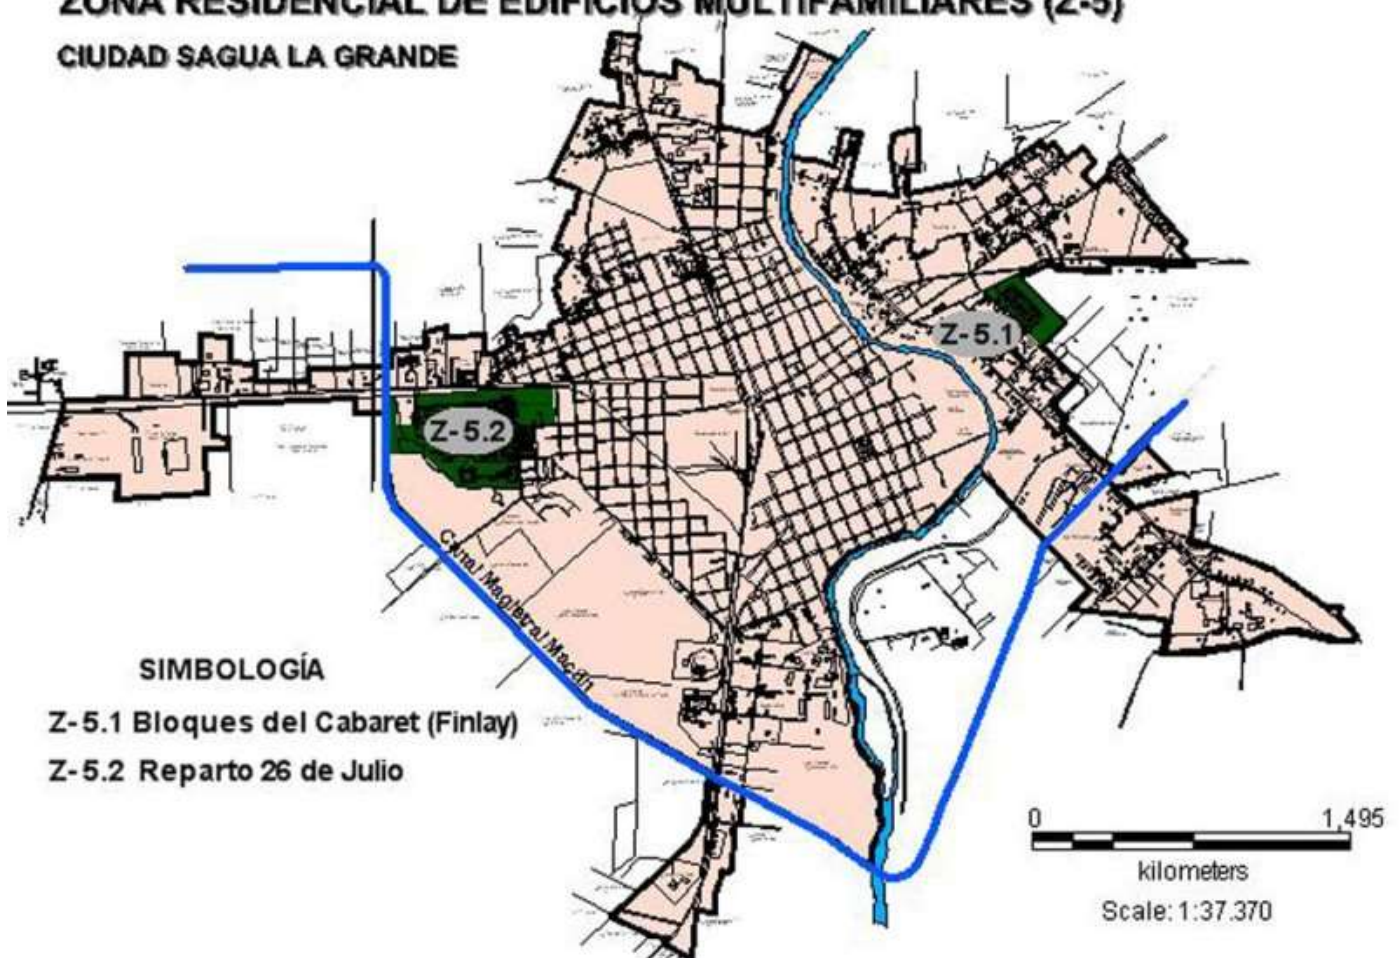 ZONA RESIDENCIAL DE EDIFICIOS MULTIFAMILIARES (Z-5)
CIUDAD SAGUA LA GRANDE
Z-5.1
Z-5.2
Canal Magistral Macún
SIMBOLOGÍA
Z-5.1 Bloques del Cabaret (Finlay)
Z-5.2 Reparto 26 de Julio
0 1,495
kilometers
Scale: 1:37.370